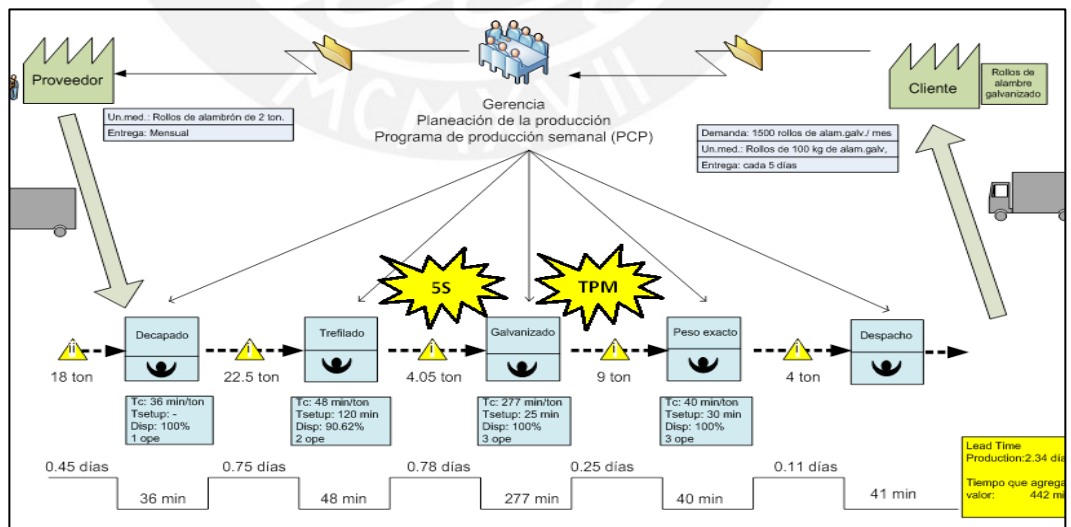 MCMXVII
Proveedor
Un.med.: Rollos de alambrón de 2 ton.
Entrega: Mensual
Gerencia
Planeación de la producción
Programa de producción semanal (PCP)
Cliente
Rollos de
alambre
galvanizado
Demanda: 1500 rollos de alam.galv./ mes
Un.med.: Rollos de 100 kg de alam.galv,
Entrega: cada 5 días
5S
TPM
Decapado
Trefilado
Galvanizado
Peso exacto
Despacho
ii
i
i
i
i
18 ton
22.5 ton
4.05 ton
9 ton
4 ton
Tc: 36 min/ton
Tsetup: -
Disp: 100%
1 ope
Tc: 48 min/ton
Tsetup: 120 min
Disp: 90.62%
2 ope
Tc: 277 min/ton
Tsetup: 25 min
Disp: 100%
3 ope
Tc: 40 min/ton
Tsetup: 30 min
Disp: 100%
3 ope
0.45 días
0.75 días
0.78 días
0.25 días
0.11 días
36 min
48 min
277 min
40 min
41 min
Lead Time
Production:2.34 día
Tiempo que agrega
valor: 442 mi